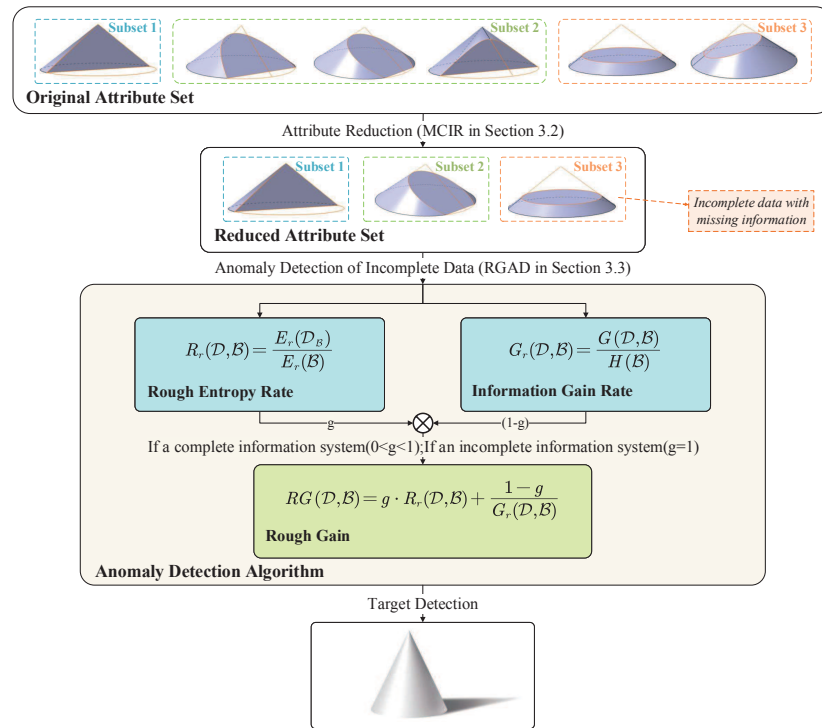 Subset 1
Subset 2
Subset 3
Original Attribute Set
Attribute Reduction (MCIR in Section 3.2)
Subset 1
Subset 2
Subset 3
Incomplete data with
missing information
Reduced Attribute Set
Anomaly Detection of Incomplete Data (RGAD in Section 3.3)
R_r(𝒟,ℬ) = E_r(𝒟_ℬ) / E_r(ℬ)
Rough Entropy Rate
G_r(𝒟,ℬ) = G(𝒟,ℬ) / H(ℬ)
Information Gain Rate
g
(1-g)
If a complete information system(0<g<1);If an incomplete information system(g=1)
RG(𝒟,ℬ) = g · R_r(𝒟,ℬ) + (1 − g) / G_r(𝒟,ℬ)
Rough Gain
Anomaly Detection Algorithm
Target Detection